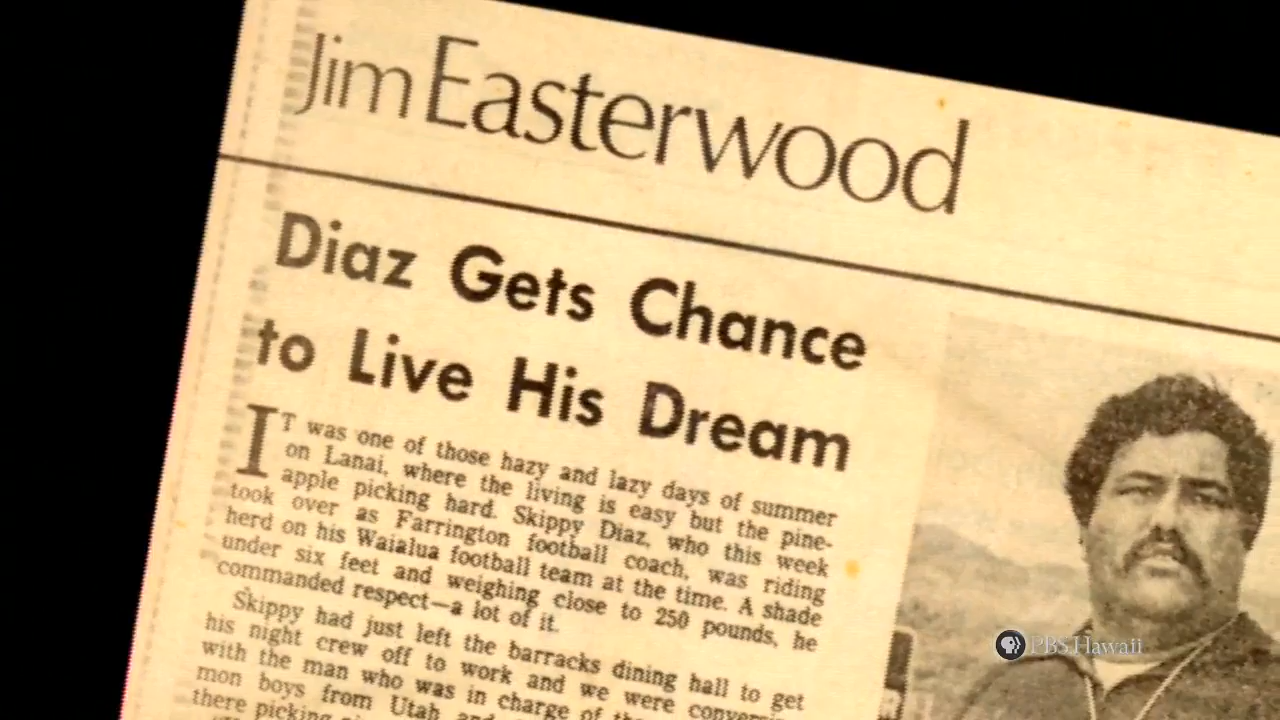 Jim Easterwood
Diaz Gets Chance
to Live His Dream
IT was one of those hazy and lazy days of summer
on Lanai, where the living is easy but the pine-
apple picking hard. Skippy Diaz, who this week
took over as Farrington football coach, was riding
herd on his Waialua football team at the time. A shade
under six feet and weighing close to 250 pounds, he
commanded respect—a lot of it.
Skippy had just left the barracks dining hall to get
his night crew off to work and we were
with the man who was in charge of the
mon boys from Utah and
there picking
PBS Hawaii